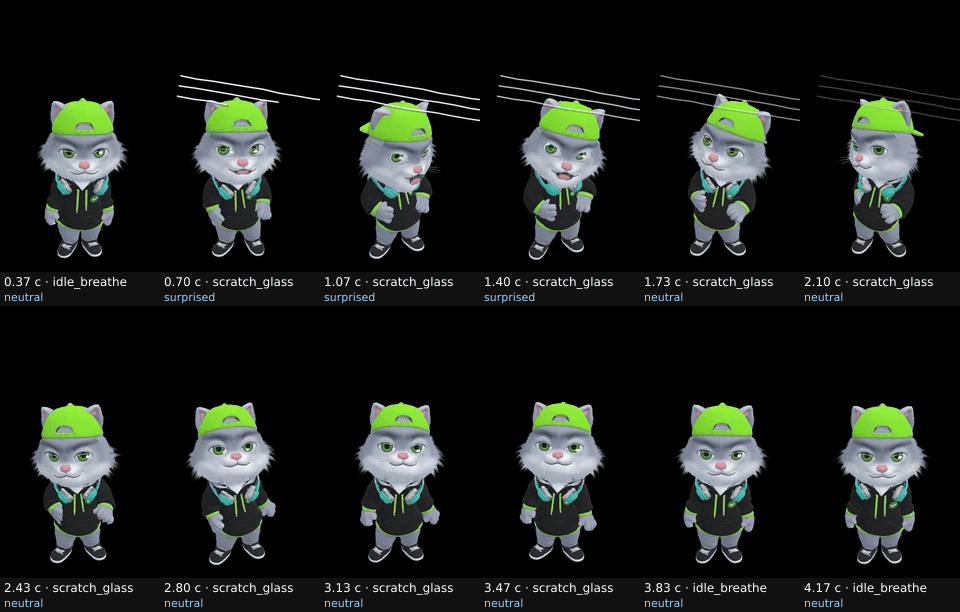 0.37 с · idle_breathe
neutral
0.70 с · scratch_glass
surprised
1.07 с · scratch_glass
surprised
1.40 с · scratch_glass
surprised
1.73 с · scratch_glass
neutral
2.10 с · scratch_glass
neutral
2.43 с · scratch_glass
neutral
2.80 с · scratch_glass
neutral
3.13 с · scratch_glass
neutral
3.47 с · scratch_glass
neutral
3.83 с · idle_breathe
neutral
4.17 с · idle_breathe
neutral